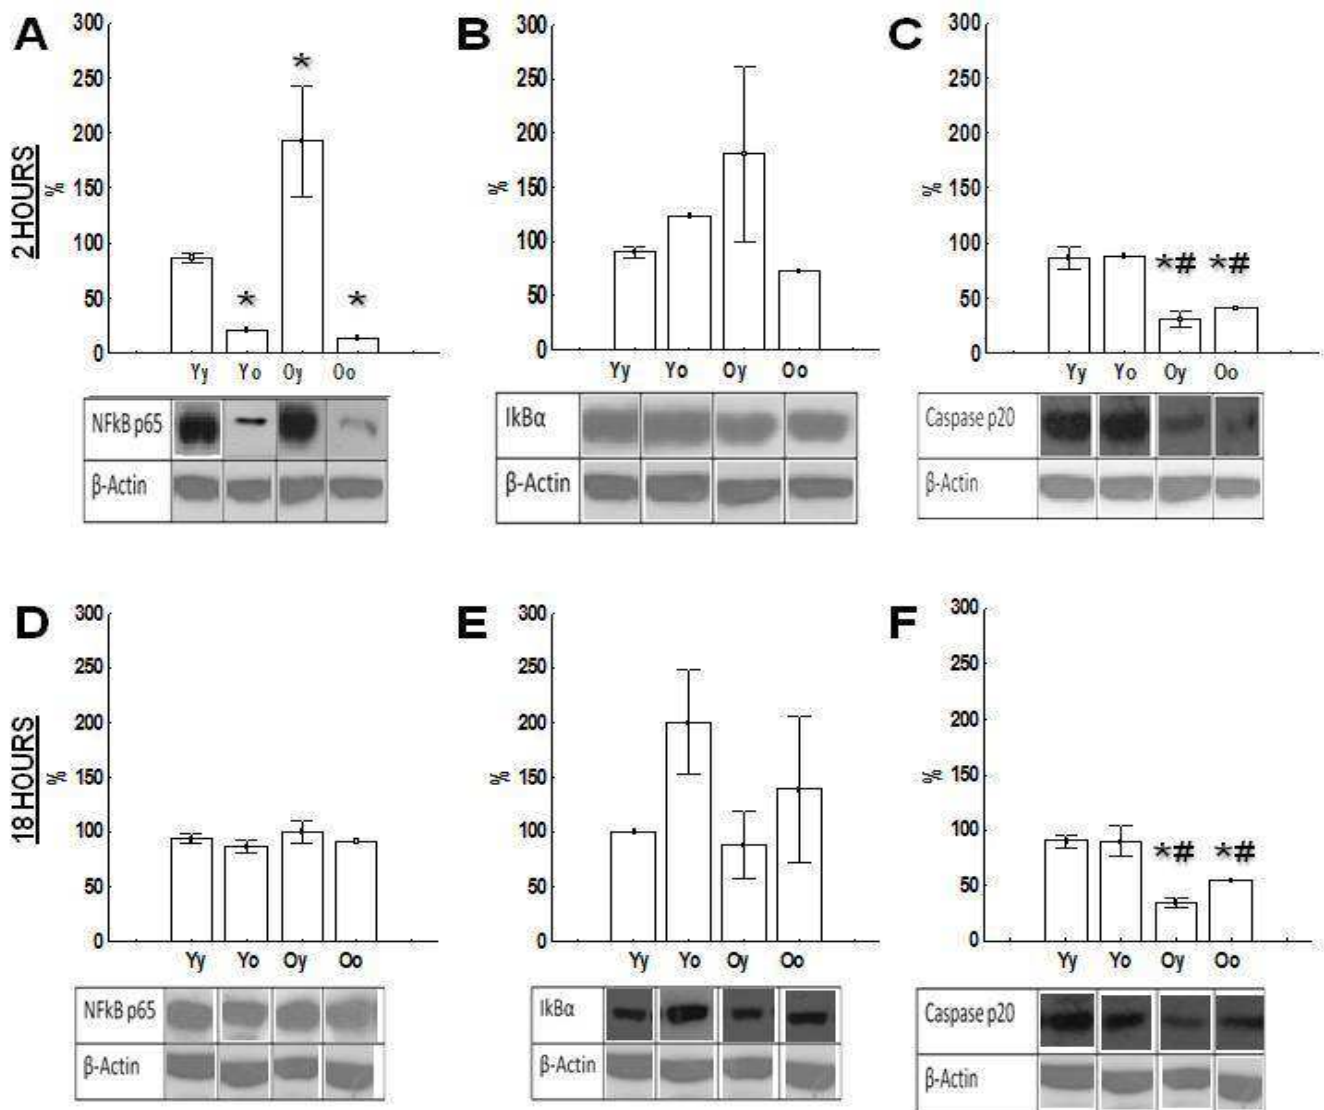 A
300
250
200
150
100
50
0
%
2 HOURS
*
*
*
Yy Yo Oy Oo
NFkB p65
β-Actin
B
300
250
200
150
100
50
0
%
Yy Yo Oy Oo
IkBα
β-Actin
C
300
250
200
150
100
50
0
%
*# *#
Yy Yo Oy Oo
Caspase p20
β-Actin
D
300
250
200
150
100
50
0
%
18 HOURS
Yy Yo Oy Oo
NFkB p65
β-Actin
E
300
250
200
150
100
50
0
%
Yy Yo Oy Oo
IkBα
β-Actin
F
300
250
200
150
100
50
0
%
*# *#
Yy Yo Oy Oo
Caspase p20
β-Actin